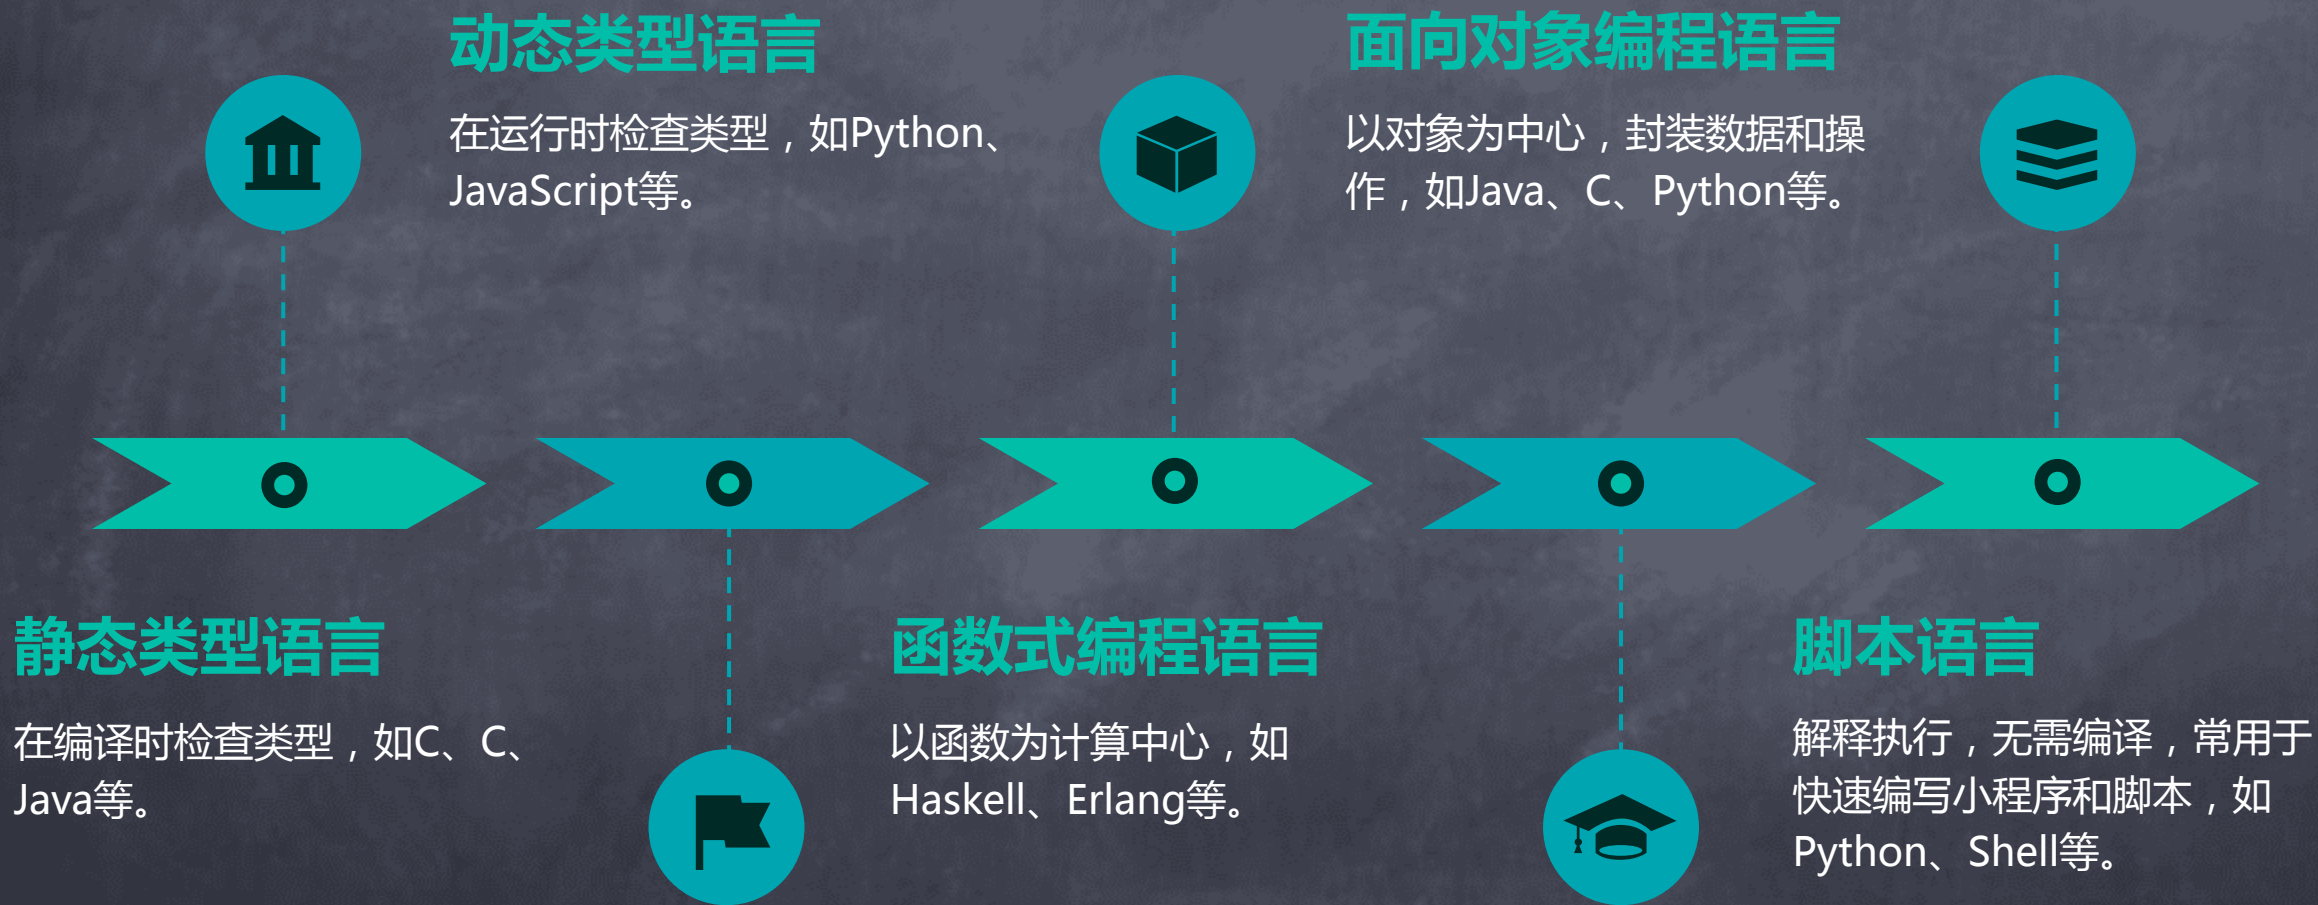 动态类型语言
在运行时检查类型，如Python、
JavaScript等。
面向对象编程语言
以对象为中心，封装数据和操
作，如Java、C、Python等。
静态类型语言
在编译时检查类型，如C、C、
Java等。
函数式编程语言
以函数为计算中心，如
Haskell、Erlang等。
脚本语言
解释执行，无需编译，常用于
快速编写小程序和脚本，如
Python、Shell等。